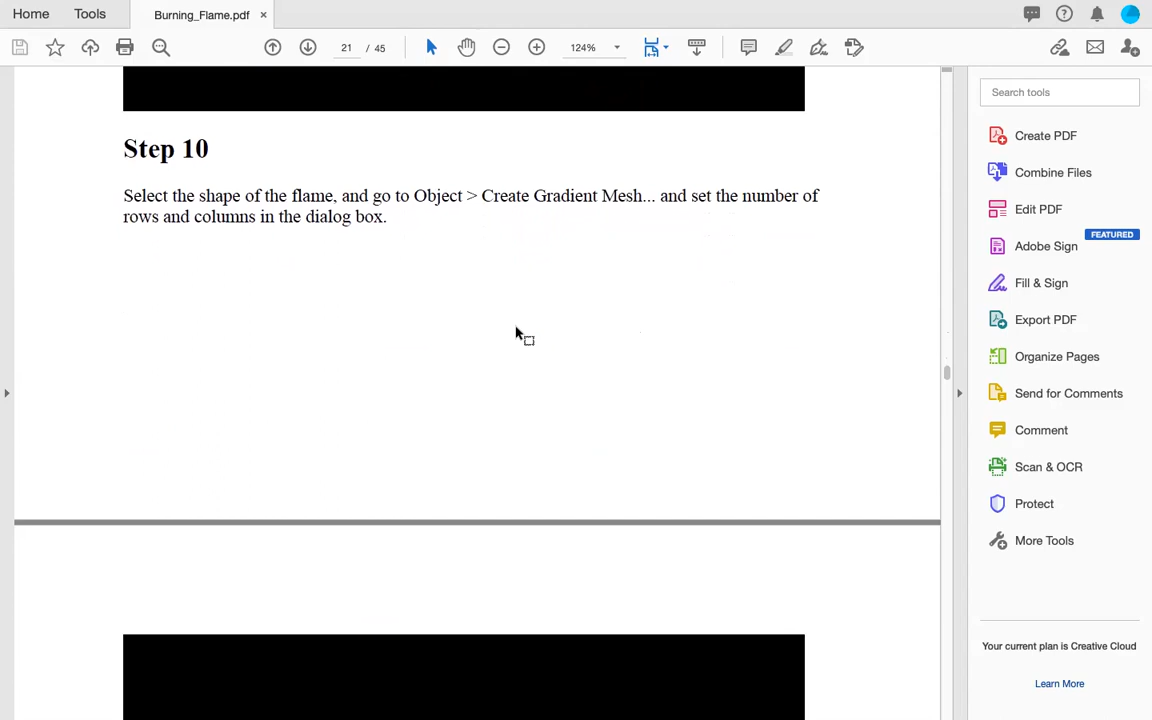 Home Tools Burning_Flame.pdf ×
21 / 45 124%
Step 10
Select the shape of the flame, and go to Object > Create Gradient Mesh... and set the number of
rows and columns in the dialog box.
Search tools
Create PDF
Combine Files
Edit PDF
FEATURED
Adobe Sign
Fill & Sign
Export PDF
Organize Pages
Send for Comments
Comment
Scan & OCR
Protect
More Tools
Your current plan is Creative Cloud
Learn More